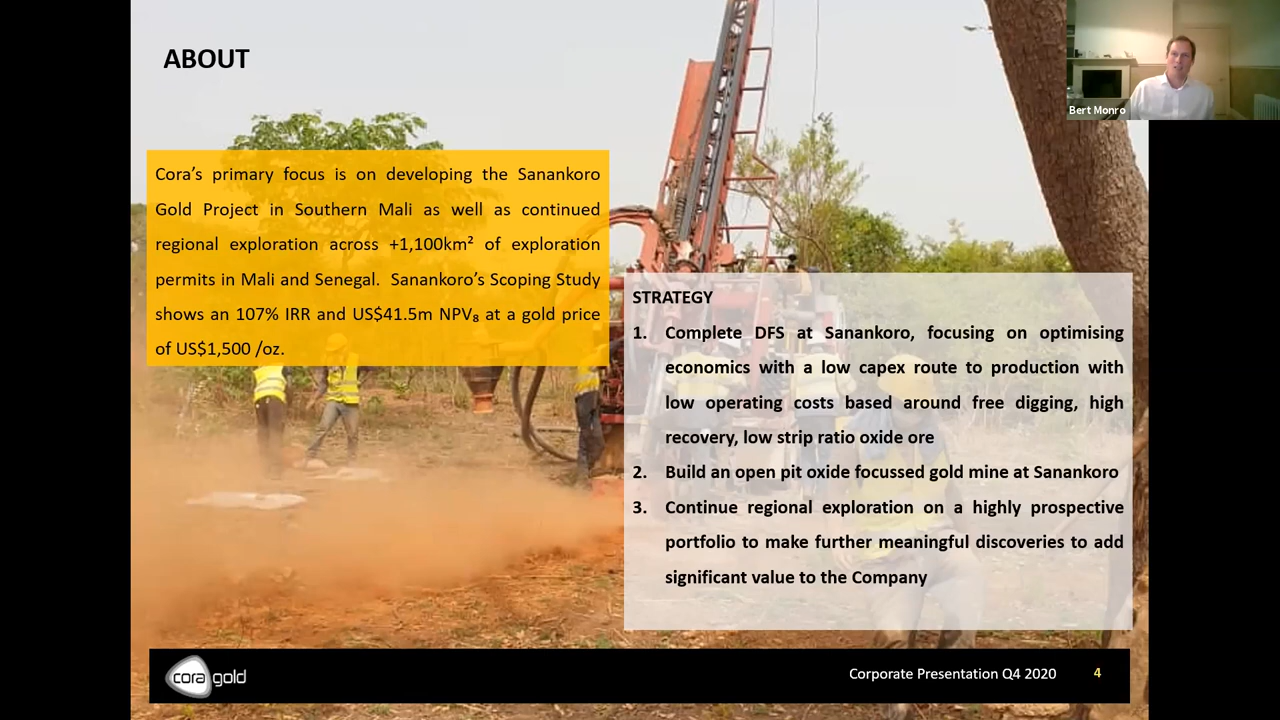 ABOUT
Bert Monro
Cora’s primary focus is on developing the Sanankoro
Gold Project in Southern Mali as well as continued
regional exploration across +1,100km² of exploration
permits in Mali and Senegal. Sanankoro’s Scoping Study
shows an 107% IRR and US$41.5m NPV₈ at a gold price
of US$1,500 /oz.
STRATEGY
1. Complete DFS at Sanankoro, focusing on optimising
economics with a low capex route to production with
low operating costs based around free digging, high
recovery, low strip ratio oxide ore
2. Build an open pit oxide focussed gold mine at Sanankoro
3. Continue regional exploration on a highly prospective
portfolio to make further meaningful discoveries to add
significant value to the Company
cora gold
Corporate Presentation Q4 2020 4